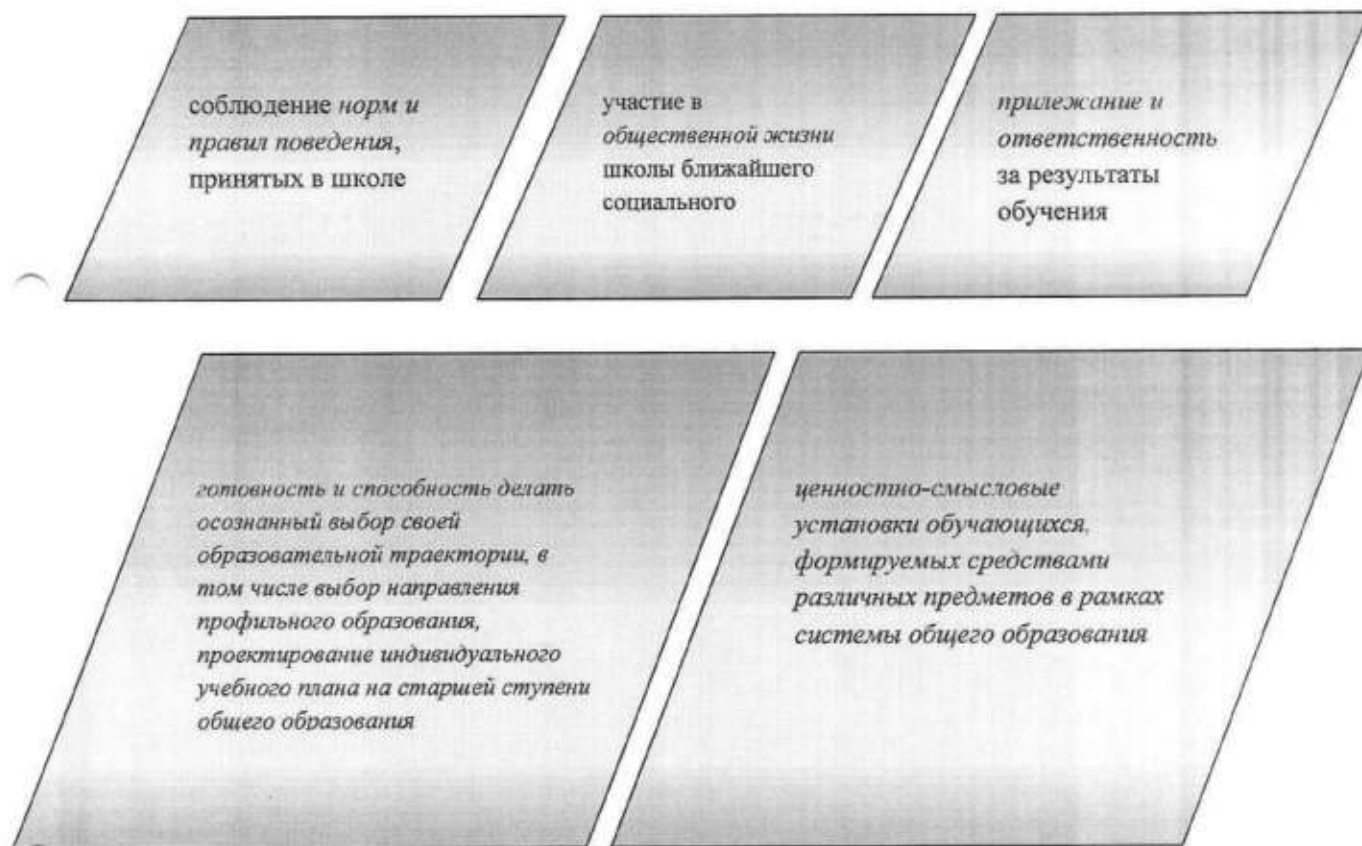 соблюдение норм и
правил поведения,
принятых в школе
участие в
общественной жизни
школы ближайшего
социального
прилежание и
ответственность
за результаты
обучения
готовность и способность делать
осознанный выбор своей
образовательной траектории, в
том числе выбор направления
профильного образования,
проектирование индивидуального
учебного плана на старшей ступени
общего образования
ценностно-смысловые
установки обучающихся,
формируемых средствами
различных предметов в рамках
системы общего образования